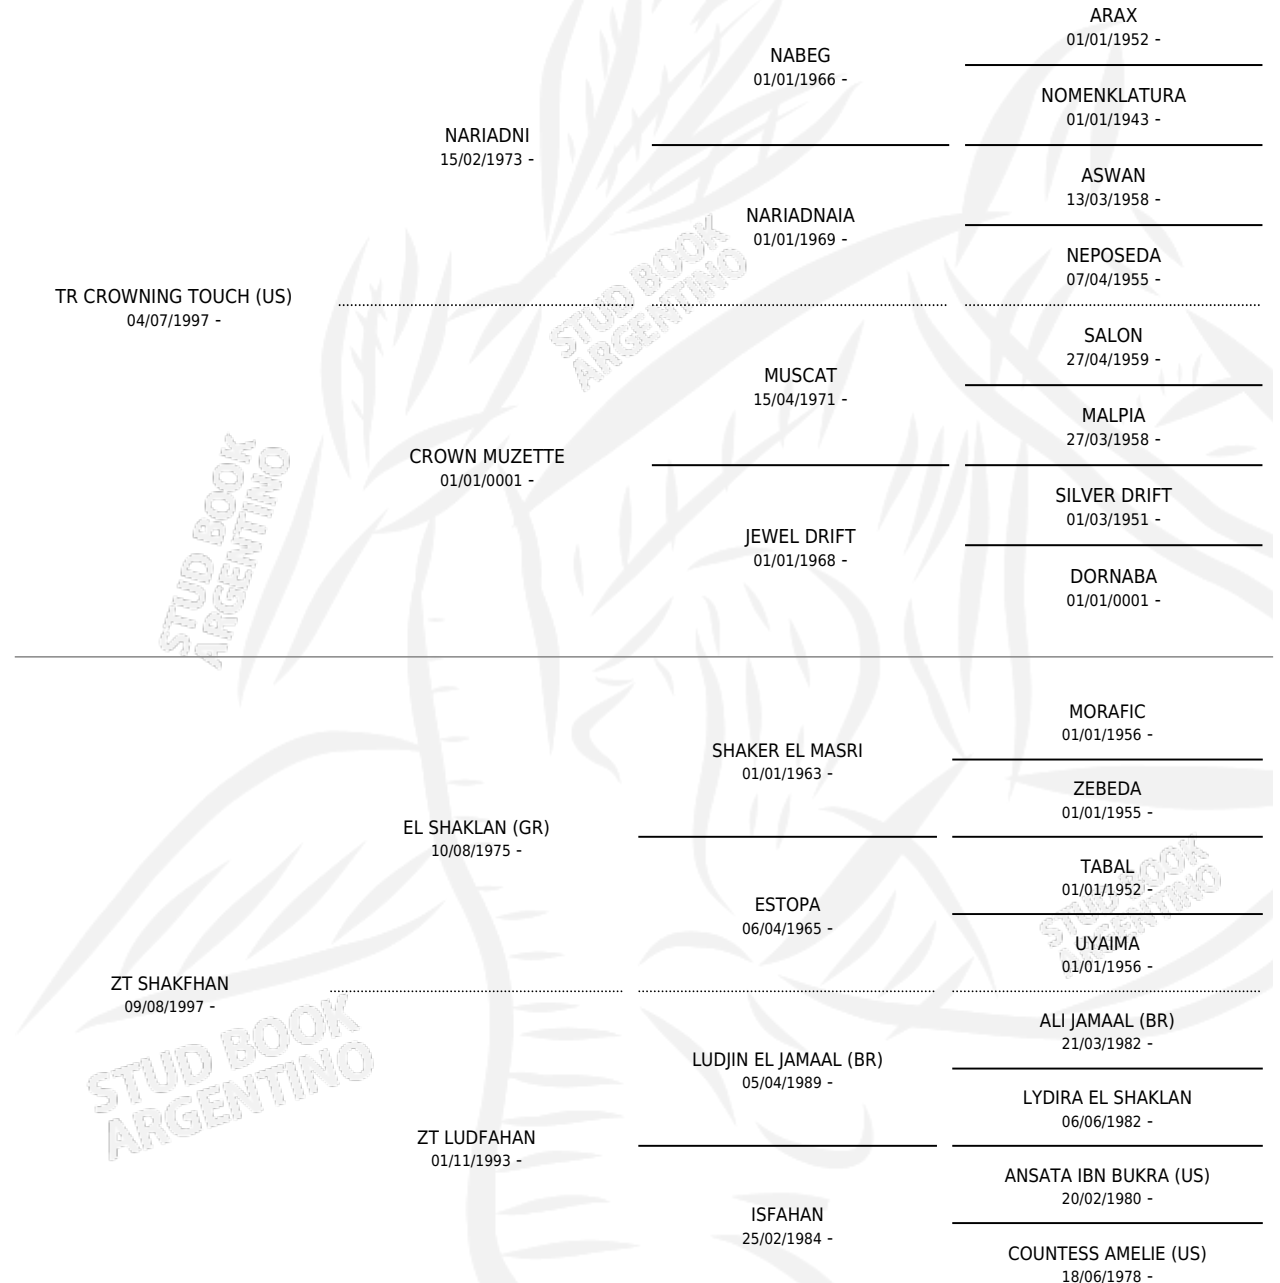 ARAX
01/01/1952 -
NABEG
01/01/1966 -
NOMENKLATURA
01/01/1943 -
NARIADNI
15/02/1973 -
ASWAN
13/03/1958 -
NARIADNAIA
01/01/1969 -
NEPOSEDA
07/04/1955 -
TR CROWNING TOUCH (US)
04/07/1997 -
SALON
27/04/1959 -
MUSCAT
15/04/1971 -
MALPIA
27/03/1958 -
CROWN MUZETTE
01/01/0001 -
SILVER DRIFT
01/03/1951 -
JEWEL DRIFT
01/01/1968 -
DORNABA
01/01/0001 -
STUD BOOK
ARGENTINO
STUD BOOK
ARGENTINO
MORAFIC
01/01/1956 -
SHAKER EL MASRI
01/01/1963 -
ZEBEDA
01/01/1955 -
EL SHAKLAN (GR)
10/08/1975 -
TABAL
01/01/1952 -
ESTOPA
06/04/1965 -
UYAIMA
01/01/1956 -
ZT SHAKFHAN
09/08/1997 -
ALI JAMAAL (BR)
21/03/1982 -
LUDJIN EL JAMAAL (BR)
05/04/1989 -
LYDIRA EL SHAKLAN
06/06/1982 -
ZT LUDFAHAN
01/11/1993 -
ANSATA IBN BUKRA (US)
20/02/1980 -
ISFAHAN
25/02/1984 -
COUNTESS AMELIE (US)
18/06/1978 -
STUD BOOK
ARGENTINO
STUD BOOK
ARGENTINO